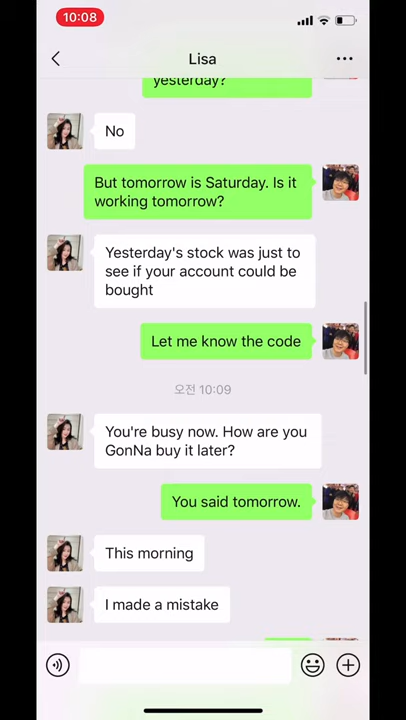 10:08
Lisa
yesterday?
No
But tomorrow is Saturday. Is it
working tomorrow?
Yesterday's stock was just to
see if your account could be
bought
Let me know the code
오전 10:09
You're busy now. How are you
GonNa buy it later?
You said tomorrow.
This morning
I made a mistake